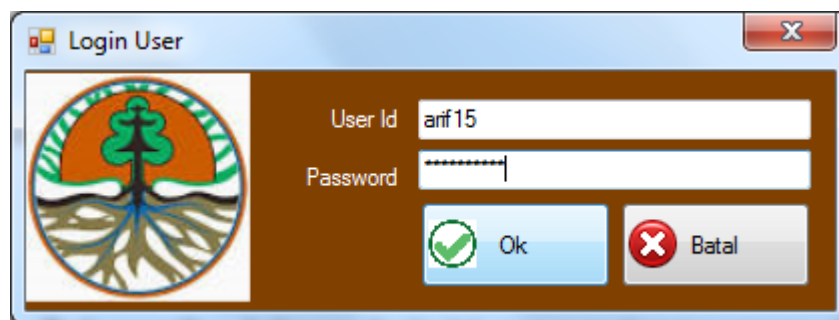 Login User
User Id arif15
Password **********
Ok Batal